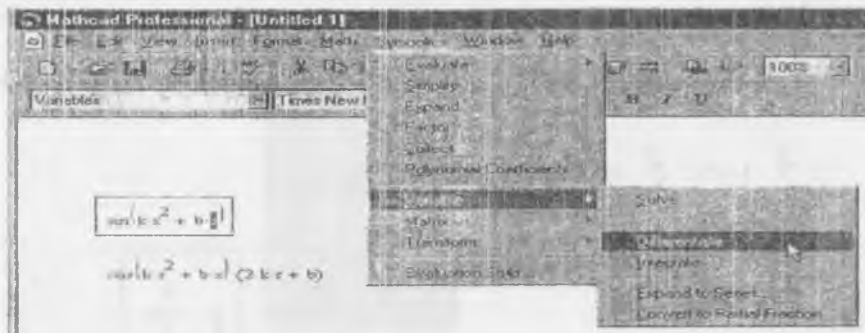 Mathcad Professional - [Untitled 1]
File Edit View Insert Format Math Symbolics Window Help
100%
Variables Times New
B I U
Evaluate
Simplify
Expand
Factor
Collect
Polynomial Coefficients
Variable
Matrix
Transform
Evaluation Style...
Solve
Differentiate
Integrate
Expand to Series...
Convert to Partial Fraction
cos(k x² + b x) (2 k x + b)